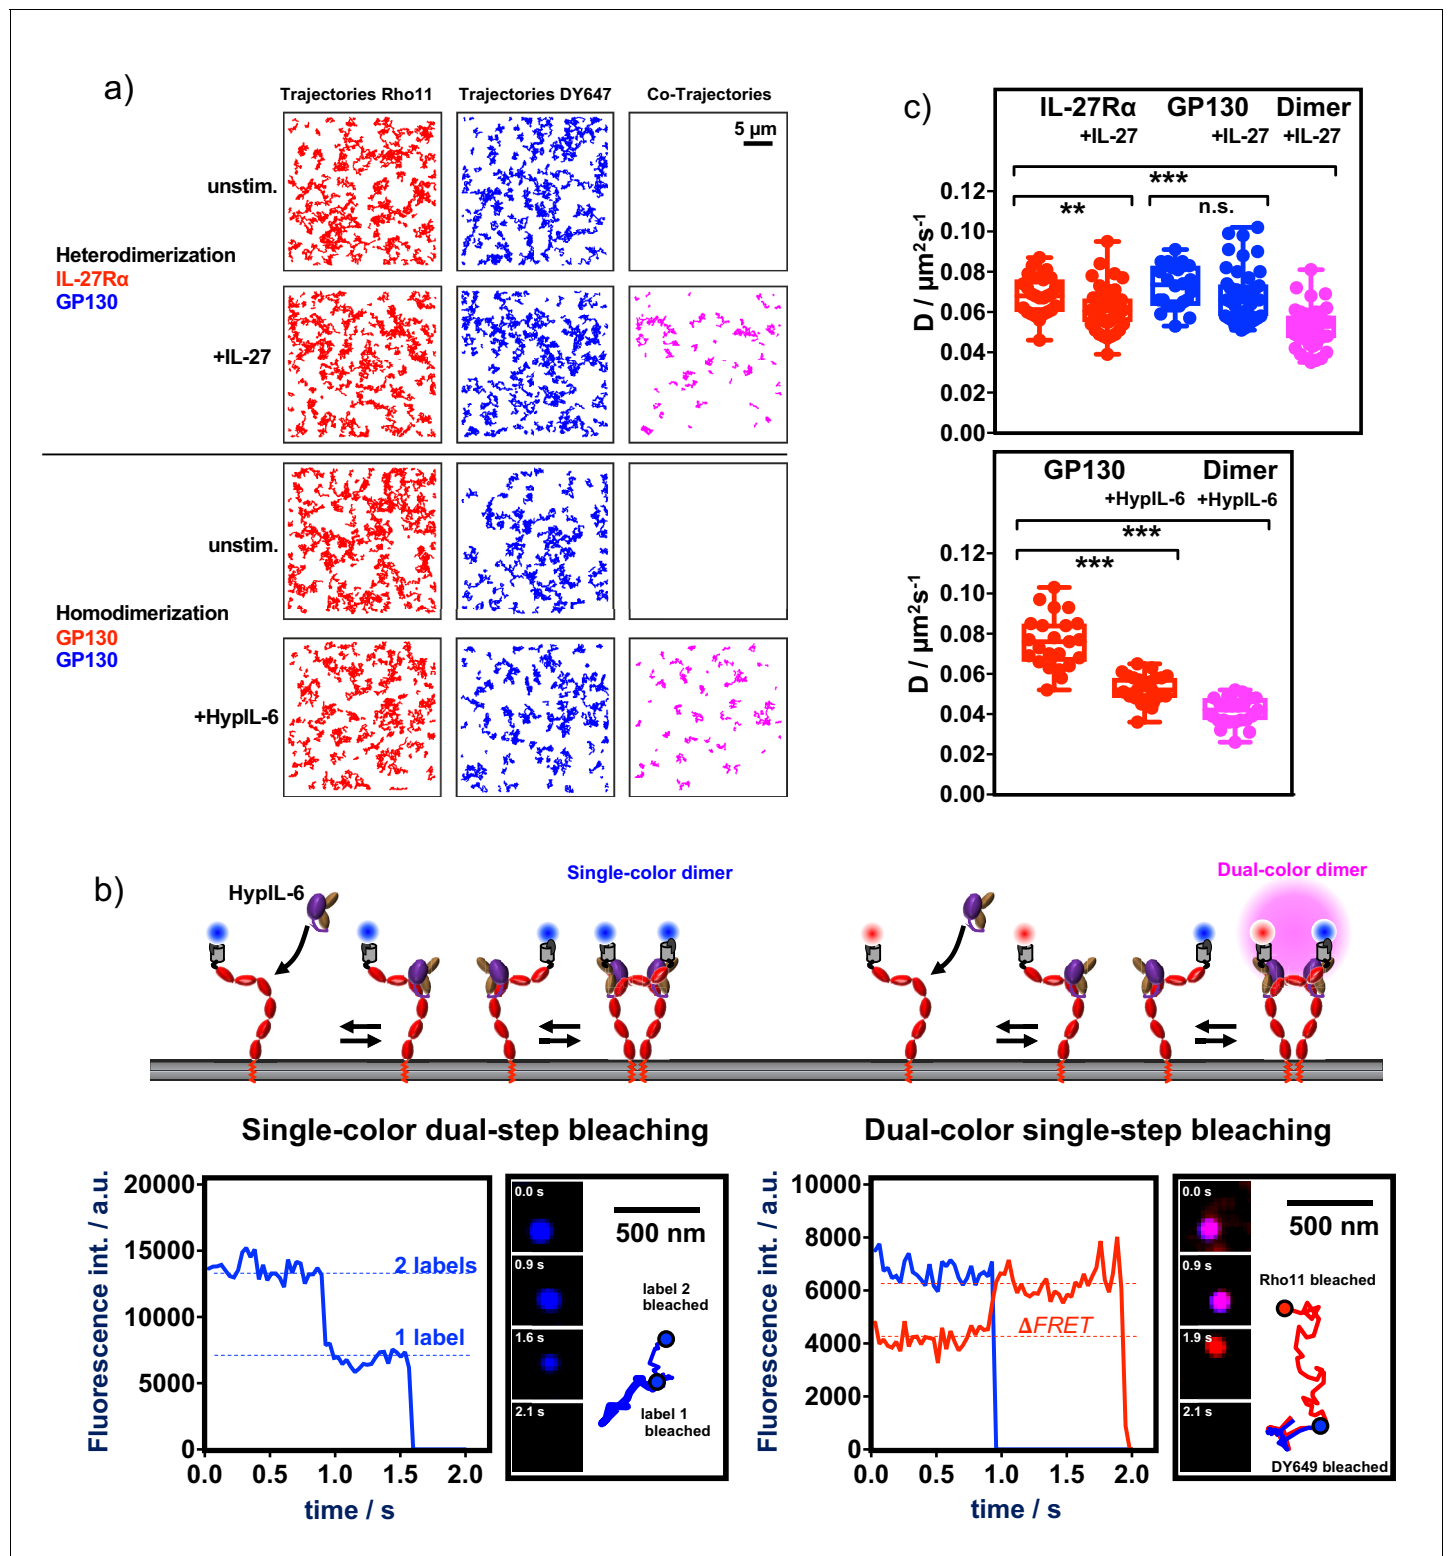 a)
Trajectories Rho11
Trajectories DY647
Co-Trajectories
5 µm
unstim.
Heterodimerization
IL-27Rα
GP130
+IL-27
unstim.
Homodimerization
GP130
GP130
+HypIL-6
c)
IL-27Rα GP130 Dimer
+IL-27 +IL-27 +IL-27
***
**
n.s.
D / µm²s⁻¹
0.12
0.10
0.08
0.06
0.04
0.02
0.00
GP130 Dimer
+HypIL-6 +HypIL-6
***
***
D / µm²s⁻¹
0.12
0.10
0.08
0.06
0.04
0.02
0.00
b)
HypIL-6
Single-color dimer
Dual-color dimer
Single-color dual-step bleaching
Fluorescence int. / a.u.
20000
15000
10000
5000
0
2 labels
1 label
0.0 0.5 1.0 1.5 2.0
time / s
0.0 s
0.9 s
1.6 s
2.1 s
500 nm
label 2
bleached
label 1
bleached
Dual-color single-step bleaching
Fluorescence int. / a.u.
10000
8000
6000
4000
2000
0
ΔFRET
0.0 0.5 1.0 1.5 2.0
time / s
0.0 s
0.9 s
1.9 s
2.1 s
500 nm
Rho11 bleached
DY649 bleached